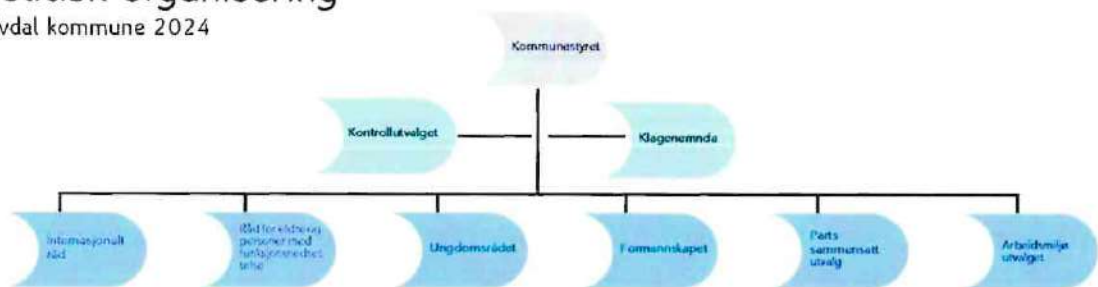 vdal kommune 2024
Kommunestyret
Kontrollutvalget
Klagenemnda
Internasjonalt
råd
Råd for eldre og
personer med
funksjonsnedset
telse
Ungdomsrådet
Formannskapet
Parts
sammensatt
utvalg
Arbeidsmiljø
utvalget